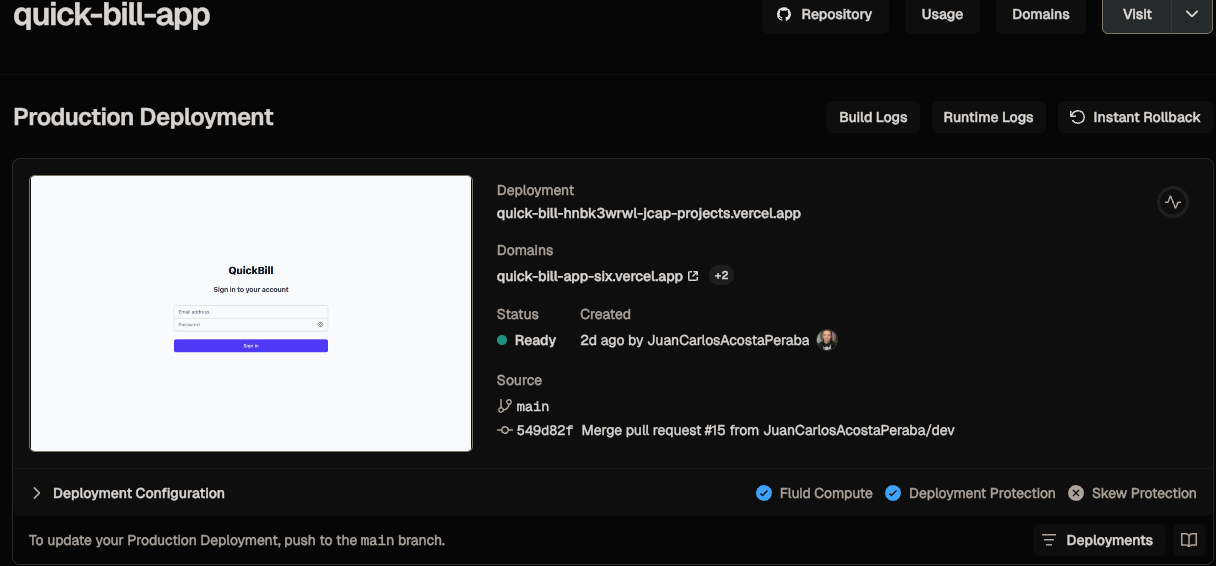 quick-bill-app
Repository
Usage
Domains
Visit
Production Deployment
Build Logs
Runtime Logs
Instant Rollback
QuickBill
Sign in to your account
Email address
Password
Sign in
Deployment
quick-bill-hnbk3wrwl-jcap-projects.vercel.app
Domains
quick-bill-app-six.vercel.app +2
Status Created
Ready 2d ago by JuanCarlosAcostaPeraba
Source
main
549d82f Merge pull request #15 from JuanCarlosAcostaPeraba/dev
Deployment Configuration
Fluid Compute
Deployment Protection
Skew Protection
To update your Production Deployment, push to the main branch.
Deployments